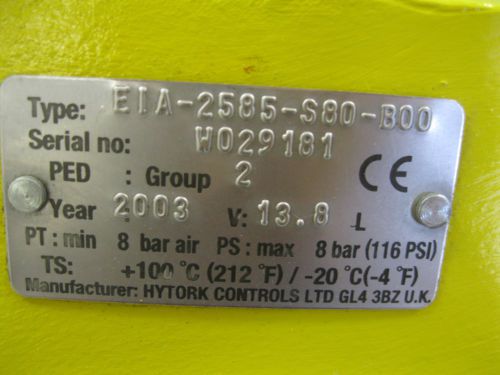 Type: EIA-2585-S80-B00
Serial no: W029181
PED : Group 2 CE
Year : 2003 V: 13.8 L
PT : min 8 bar air PS : max 8 bar (116 PSI)
TS: +100 °C (212 °F) / -20 °C (-4 °F)
Manufacturer: HYTORK CONTROLS LTD GL4 3BZ U.K.